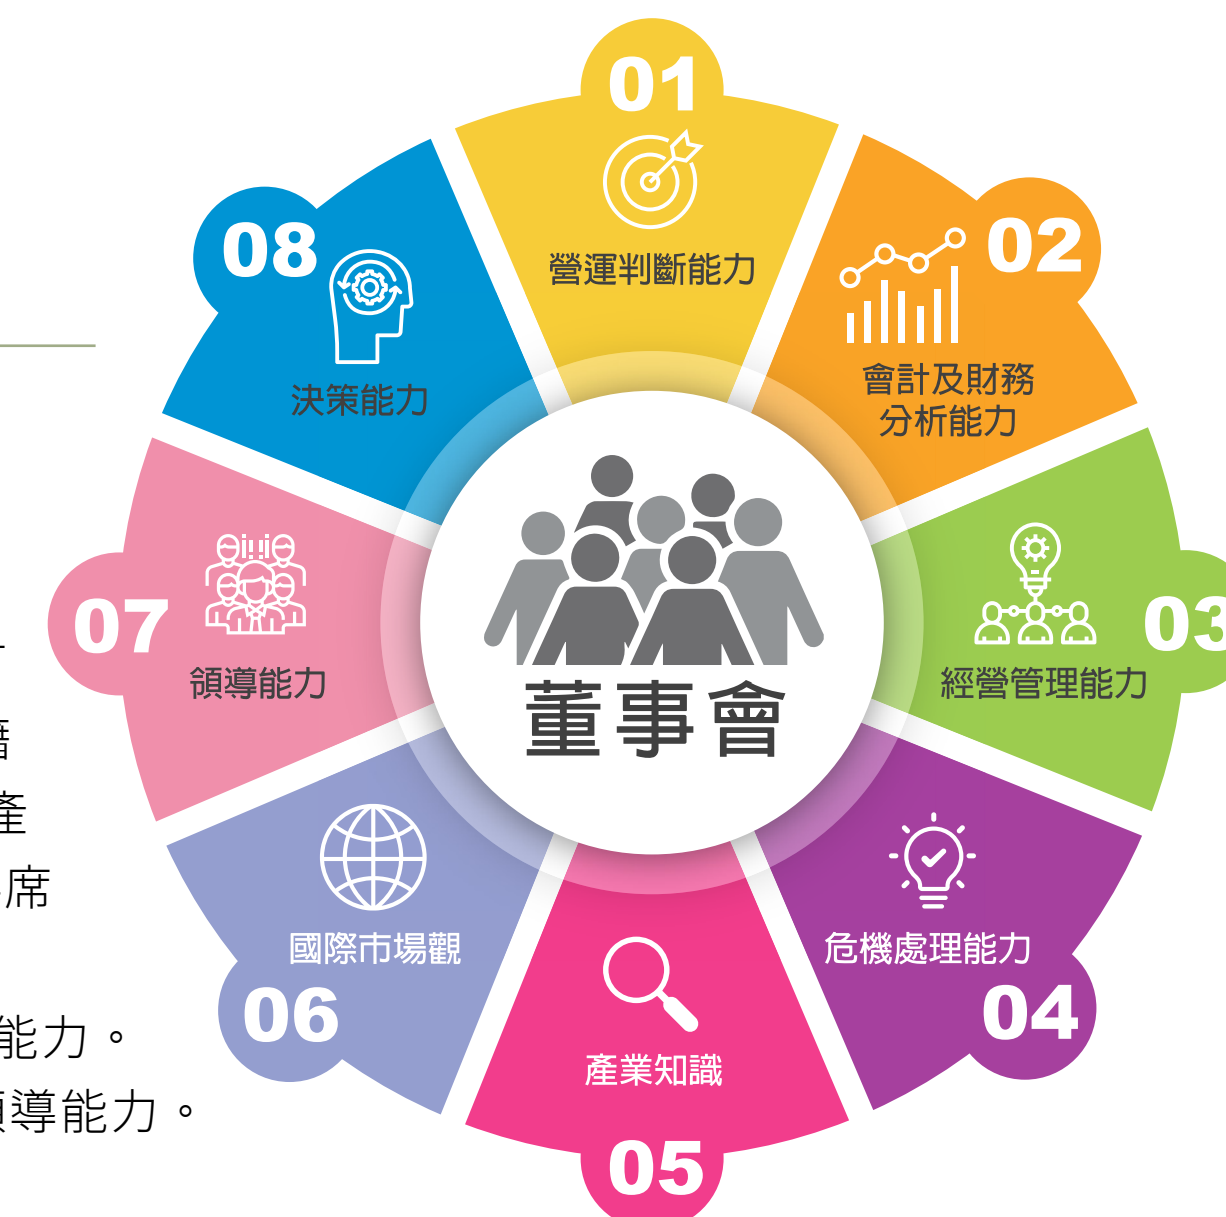 01
營運判斷能力
02
會計及財務
分析能力
03
經營管理能力
04
危機處理能力
05
產業知識
06
國際市場觀
07
領導能力
08
決策能力
董事會
產
席
能力。
導能力。